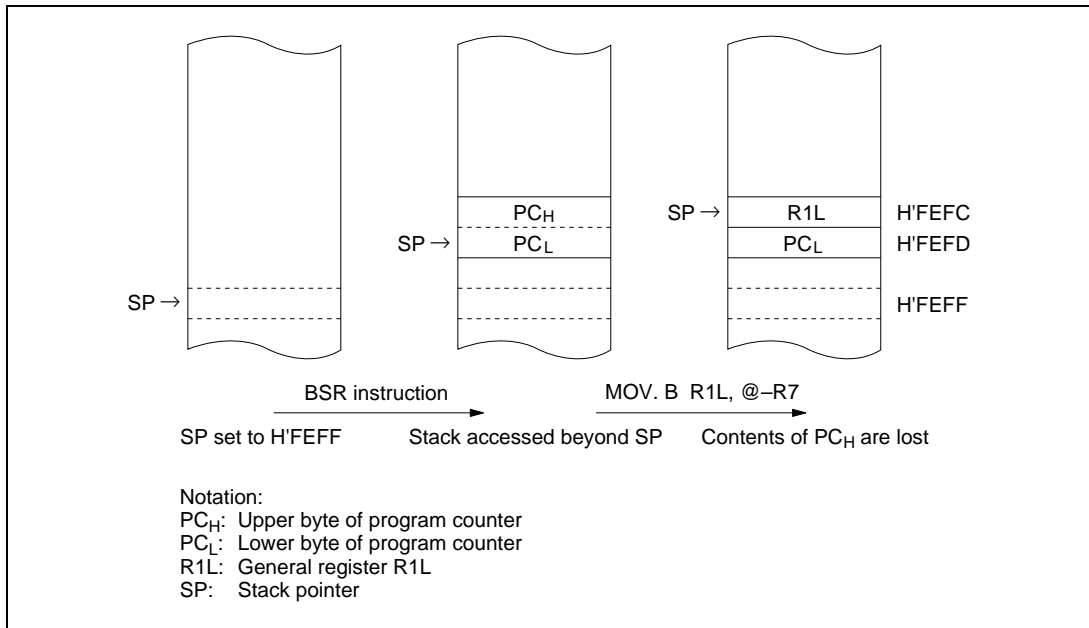 PCH
SP → R1L H'FEFC
SP → PCL PCL H'FEFD
SP → H'FEFF
BSR instruction MOV. B R1L, @–R7
SP set to H'FEFF Stack accessed beyond SP Contents of PCH are lost
Notation:
PCH: Upper byte of program counter
PCL: Lower byte of program counter
R1L: General register R1L
SP: Stack pointer